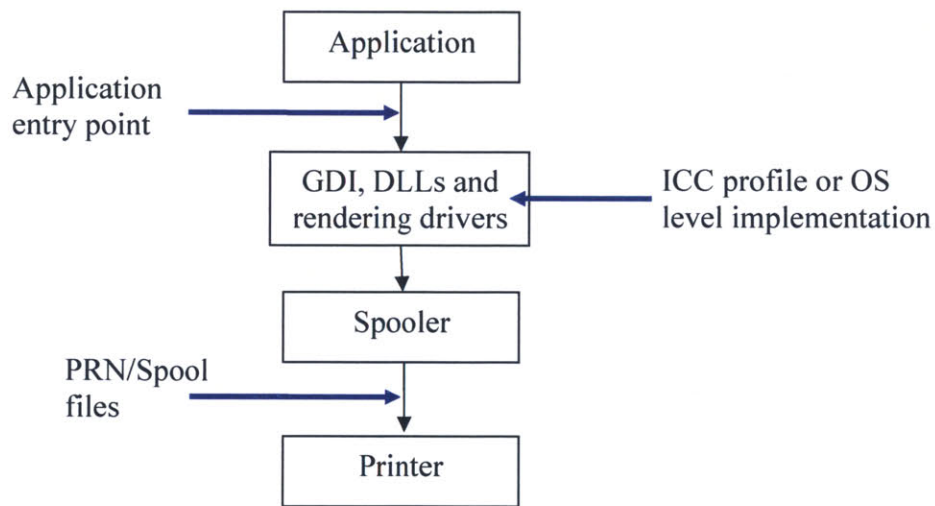 Application
Application
entry point
GDI, DLLs and
rendering drivers
ICC profile or OS
level implementation
Spooler
PRN/Spool
files
Printer